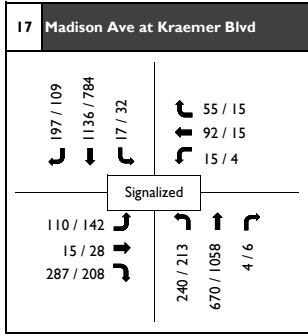 17 Madison Ave at Kraemer Blvd
197 / 109
1136 / 784
17 / 32
55 / 15
92 / 15
15 / 4
Signalized
110 / 142
15 / 28
287 / 208
240 / 213
670 / 1058
4 / 6